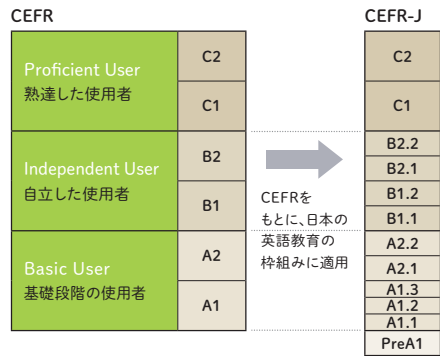 CEFR
CEFR-J
Proficient User
熟達した使用者
C2
C1
Independent User
自立した使用者
B2
B1
Basic User
基礎段階の使用者
A2
A1
CEFRを
もとに、日本の
英語教育の
枠組みに適用
C2
C1
B2.2
B2.1
B1.2
B1.1
A2.2
A2.1
A1.3
A1.2
A1.1
PreA1